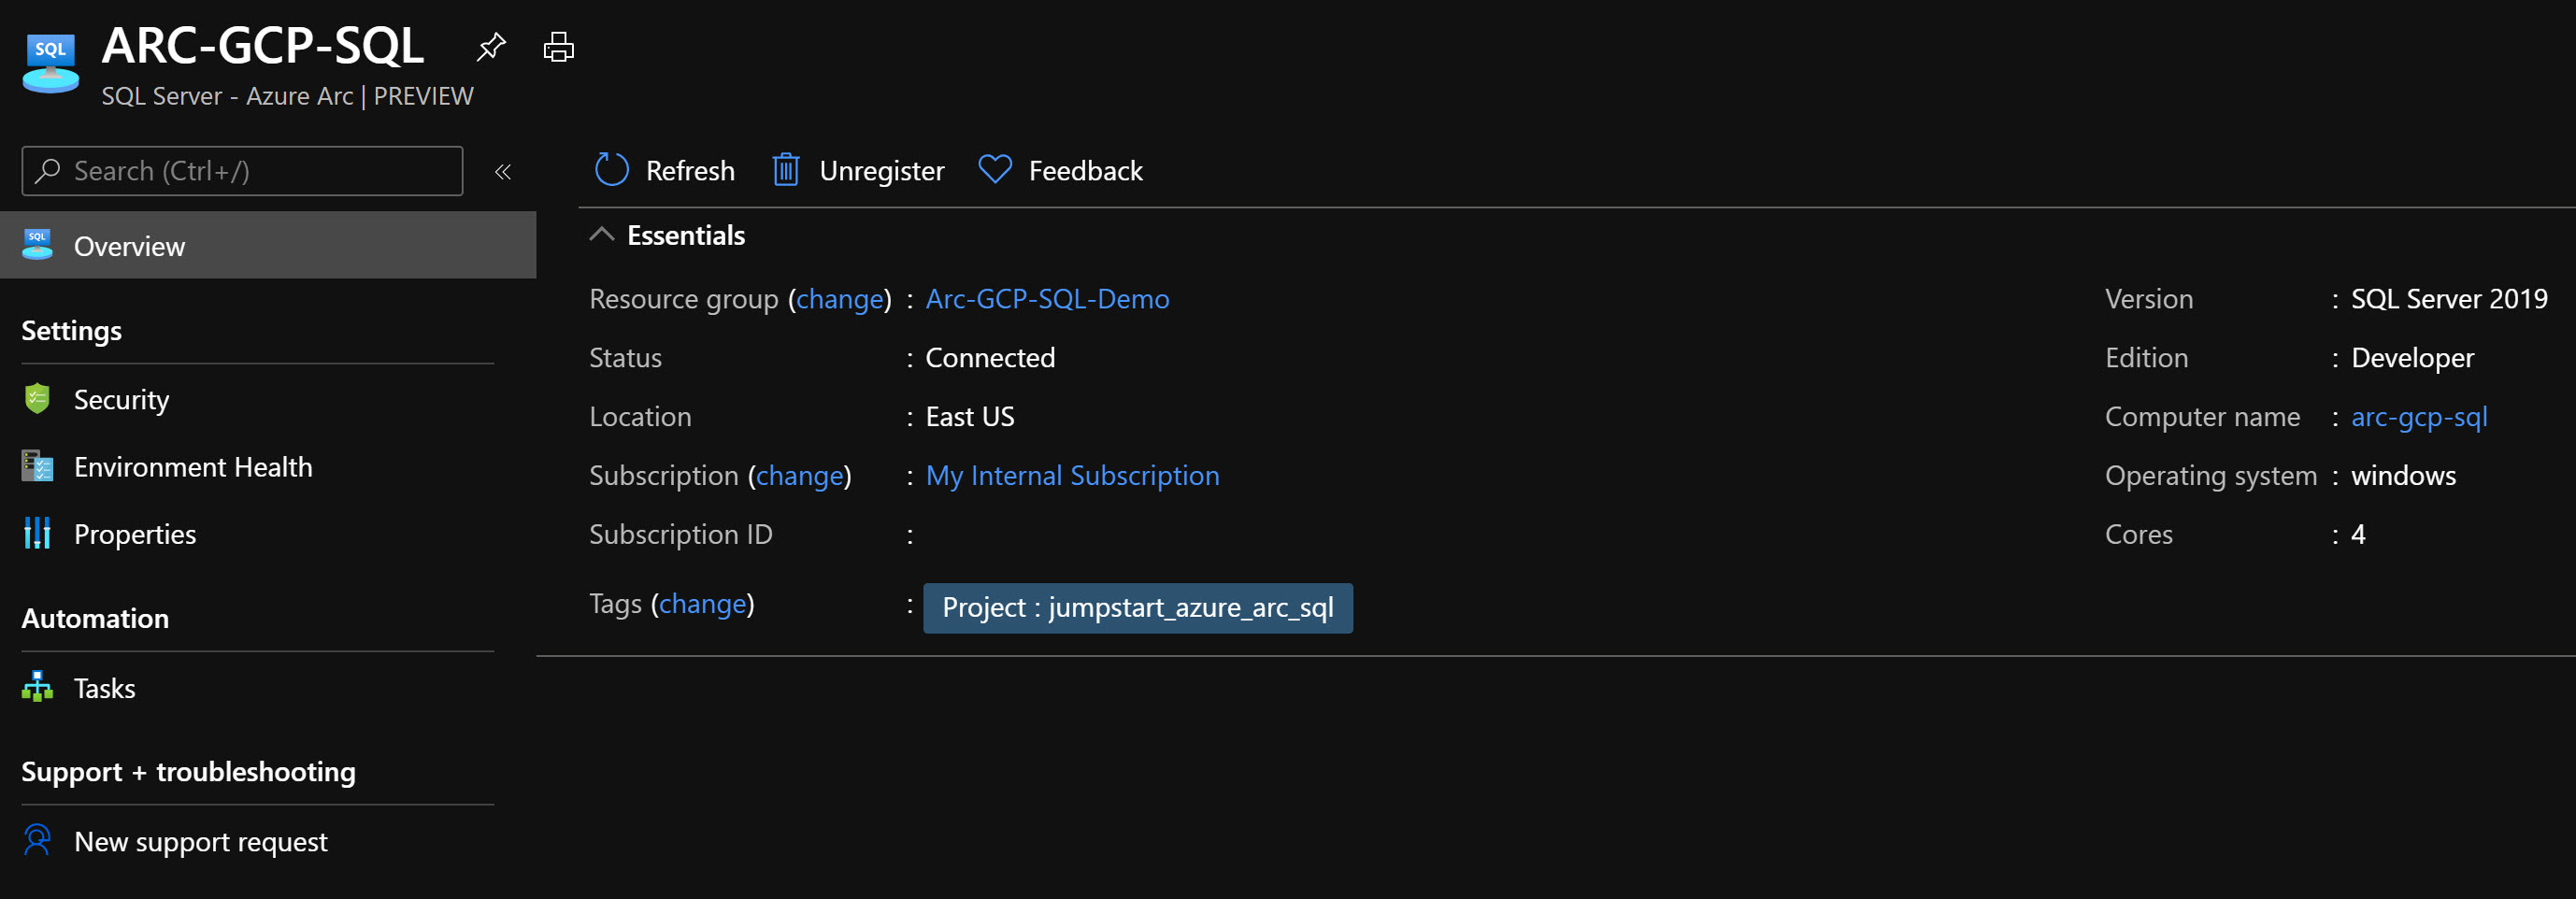 SQL
ARC-GCP-SQL
SQL Server - Azure Arc | PREVIEW
Search (Ctrl+/)
«
Refresh
Unregister
Feedback
SQL
Overview
Settings
Security
Environment Health
Properties
Automation
Tasks
Support + troubleshooting
New support request
Essentials
Resource group (change) : Arc-GCP-SQL-Demo
Status : Connected
Location : East US
Subscription (change) : My Internal Subscription
Subscription ID :
Tags (change) : Project : jumpstart_azure_arc_sql
Version : SQL Server 2019
Edition : Developer
Computer name : arc-gcp-sql
Operating system : windows
Cores : 4